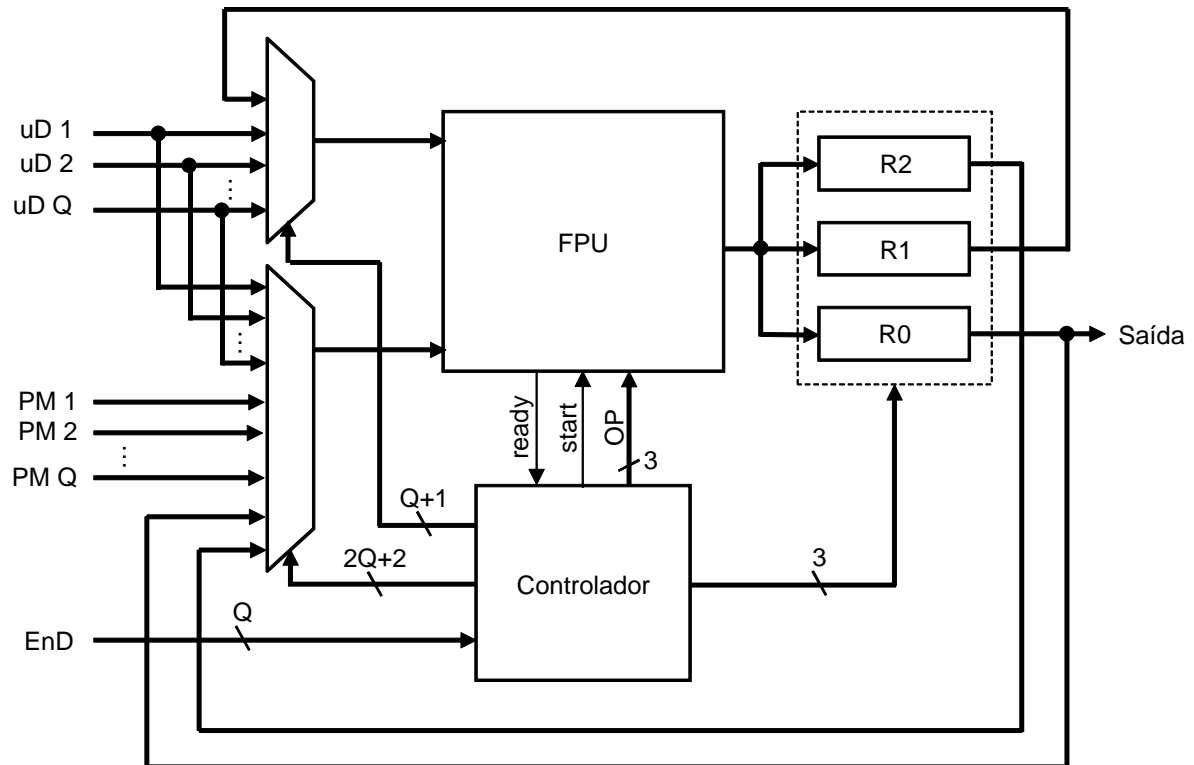 uD 1
uD 2
...
uD Q
...
PM 1
PM 2
...
PM Q
EnD
Q
FPU
R2
R1
R0
Saída
ready
start
OP
3
Q+1
2Q+2
3
Controlador